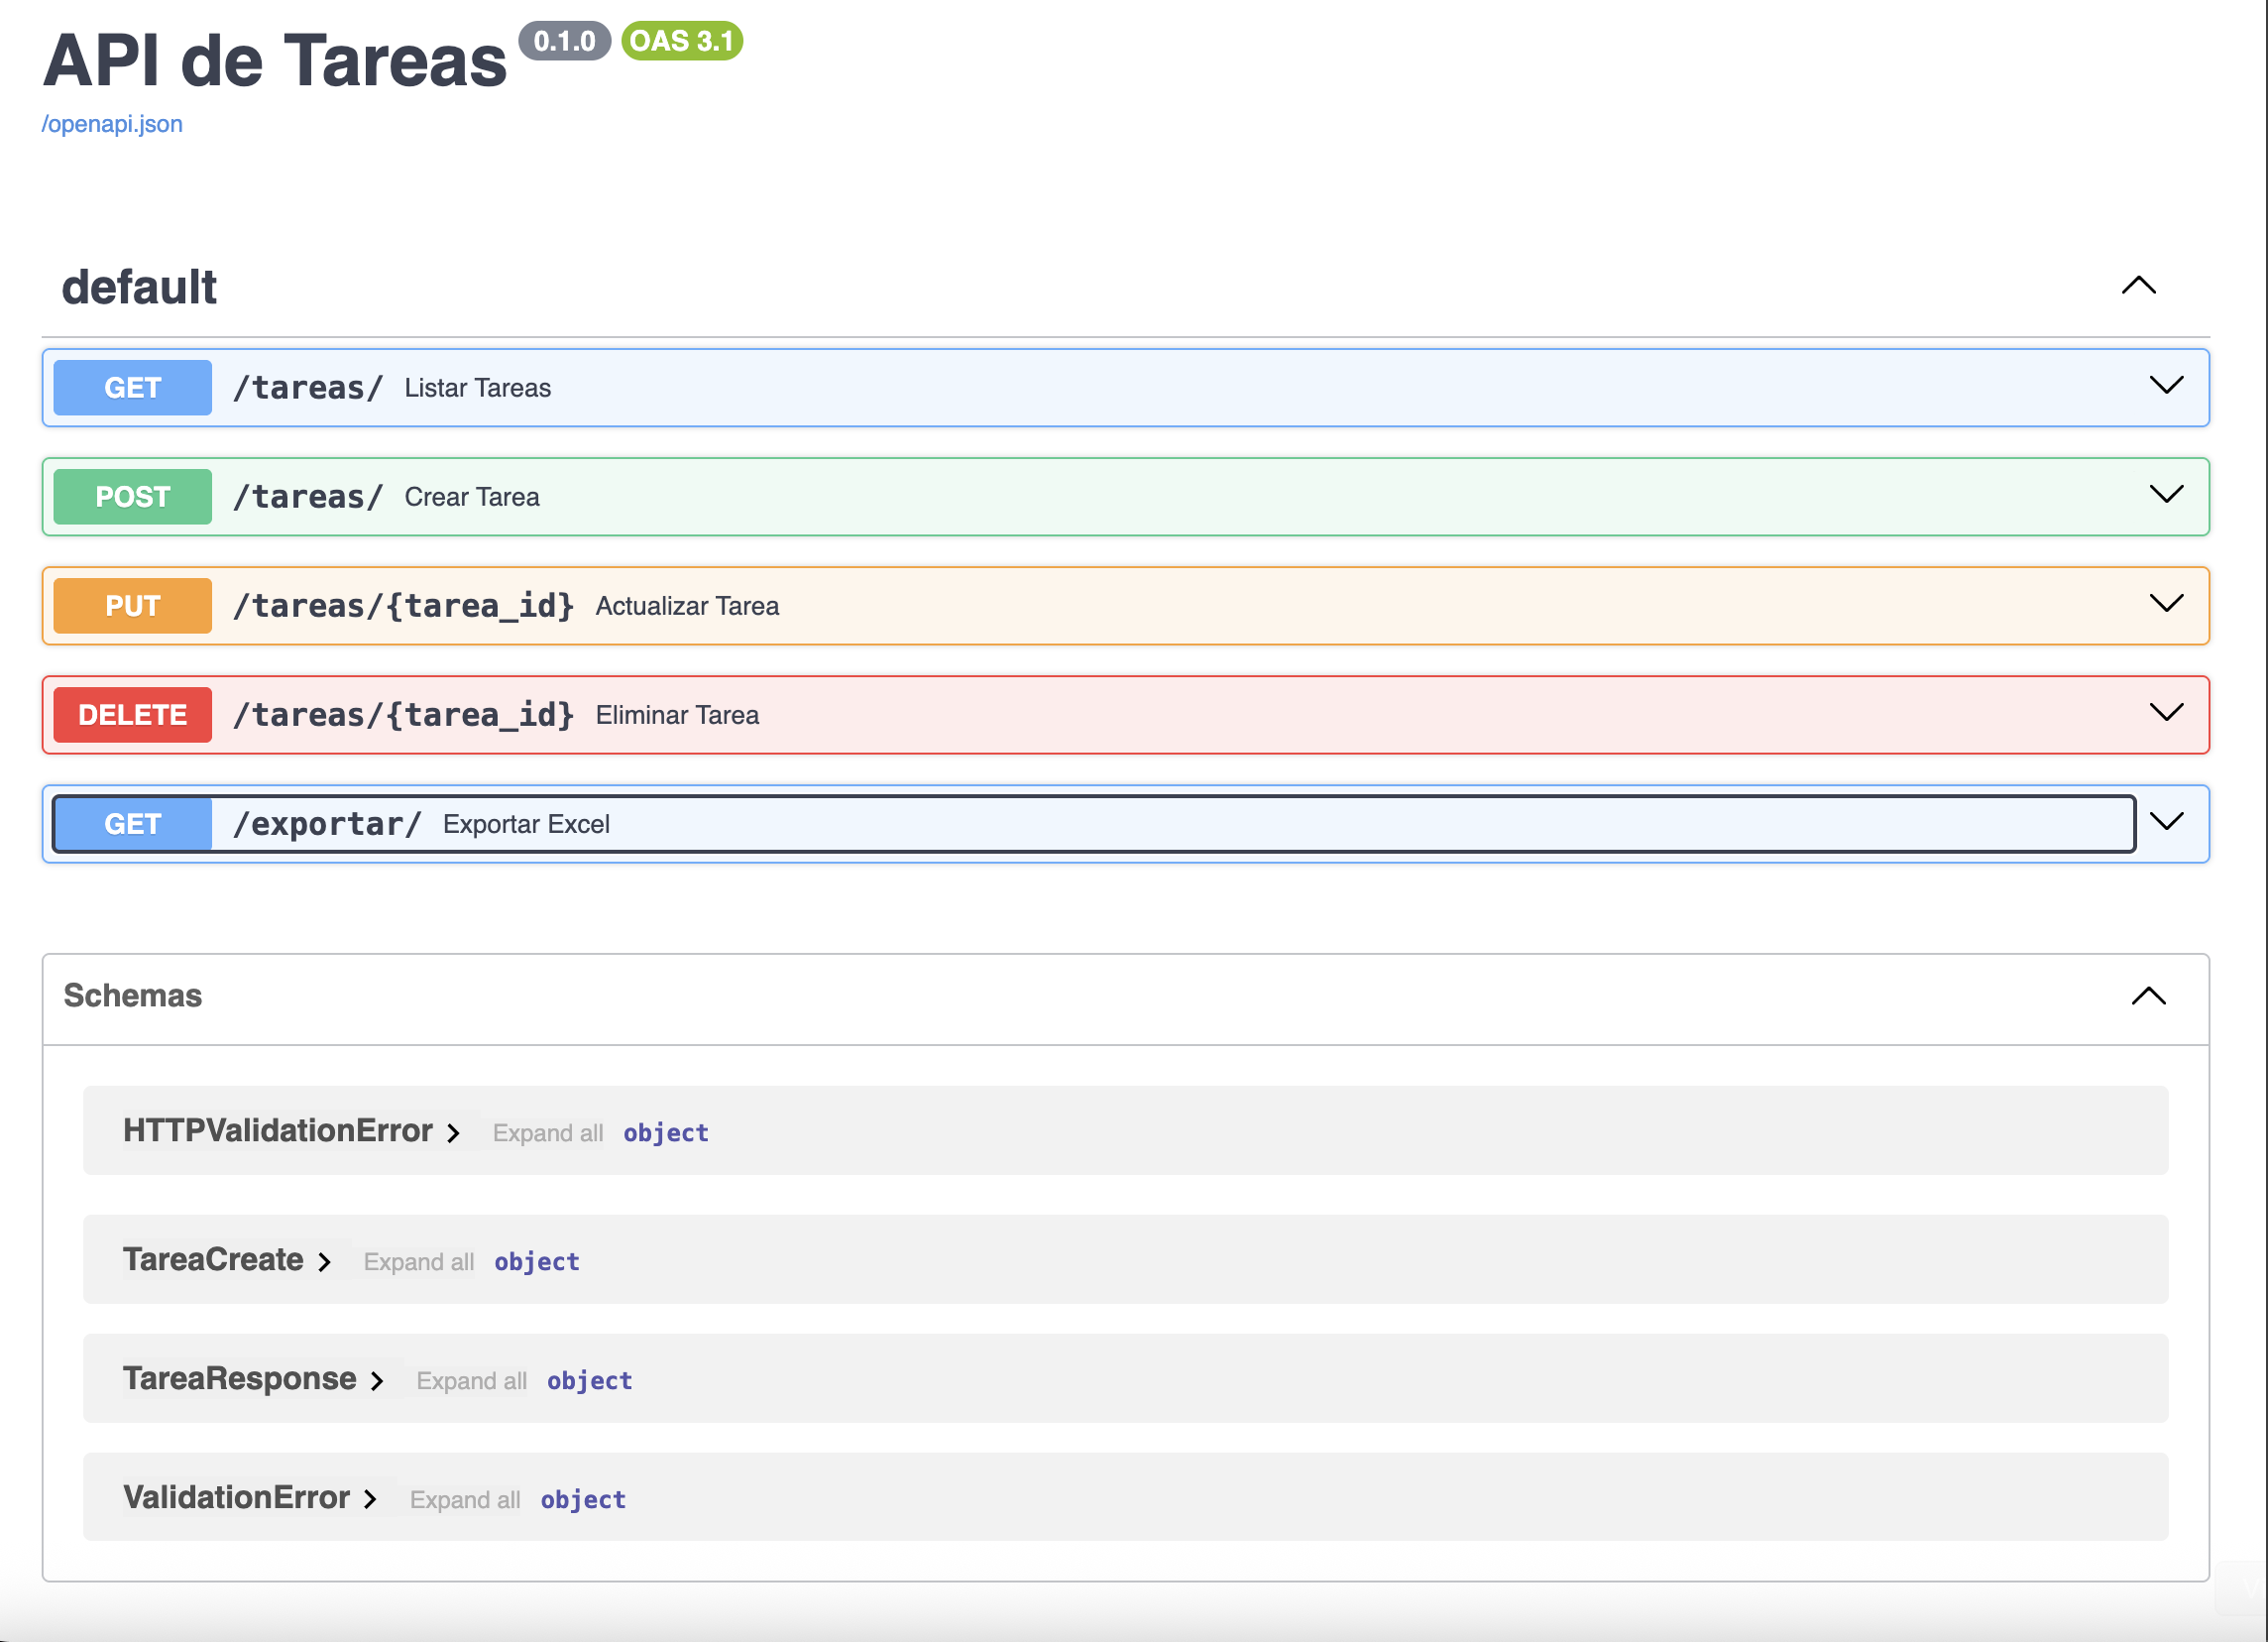 API de Tareas 0.1.0 OAS 3.1
/openapi.json
default
GET /tareas/ Listar Tareas
POST /tareas/ Crear Tarea
PUT /tareas/{tarea_id} Actualizar Tarea
DELETE /tareas/{tarea_id} Eliminar Tarea
GET /exportar/ Exportar Excel
Schemas
HTTPValidationError Expand all object
TareaCreate Expand all object
TareaResponse Expand all object
ValidationError Expand all object